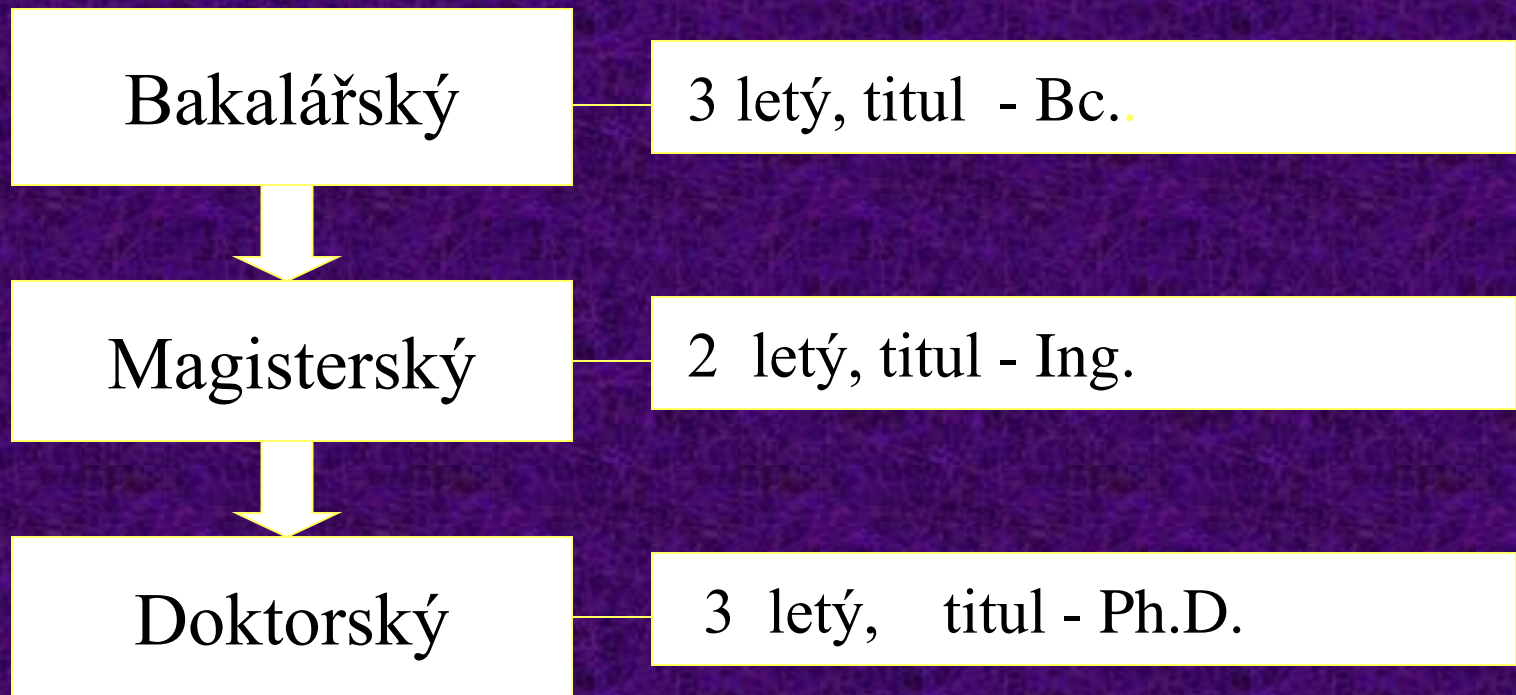 Bakalářský
3 letý, titul - Bc..
Magisterský
2 letý, titul - Ing.
Doktorský
3 letý, titul - Ph.D.